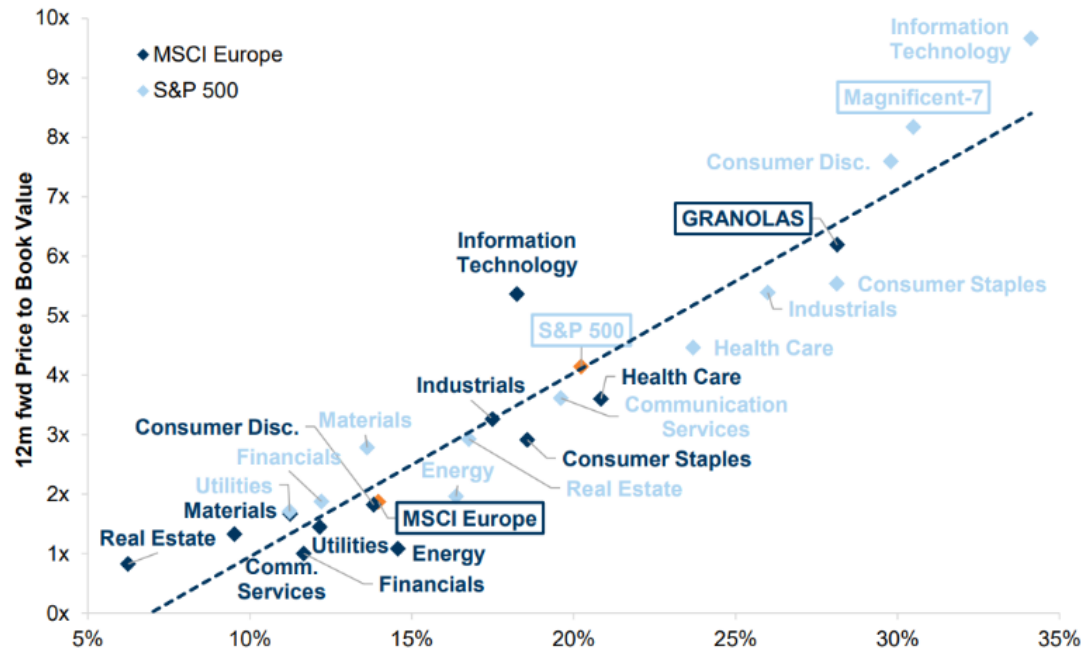 10x
9x
8x
7x
6x
5x
4x
3x
2x
1x
0x
12m fwd Price to Book Value
MSCI Europe
S&P 500
Information
Technology
Magnificent-7
Consumer Disc.
GRANOLAS
Information
Technology
Consumer Staples
Industrials
S&P 500
Health Care
Industrials
Health Care
Materials
Communication
Services
Consumer Disc.
Financials
Energy
Consumer Staples
Utilities
Real Estate
Materials
MSCI Europe
Real Estate
Utilities
Energy
Comm.
Services
Financials
5%
10%
15%
20%
25%
30%
35%